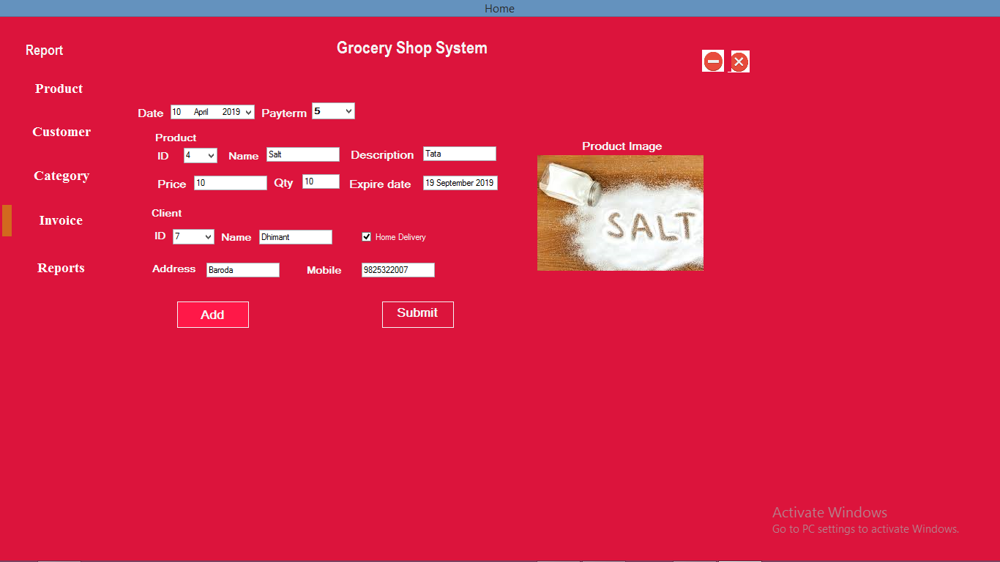 Home
Report
Grocery Shop System
Product
Customer
Category
Invoice
Reports
Date 10 April 2019 Payterm 5
Product
ID 4 Name Salt Description Tata
Price 10 Qty 10 Expire date 19 September 2019
Client
ID 7 Name Dhimant Home Delivery
Address Baroda Mobile 9825322007
Add Submit
Product Image
SALT
Activate Windows
Go to PC settings to activate Windows.